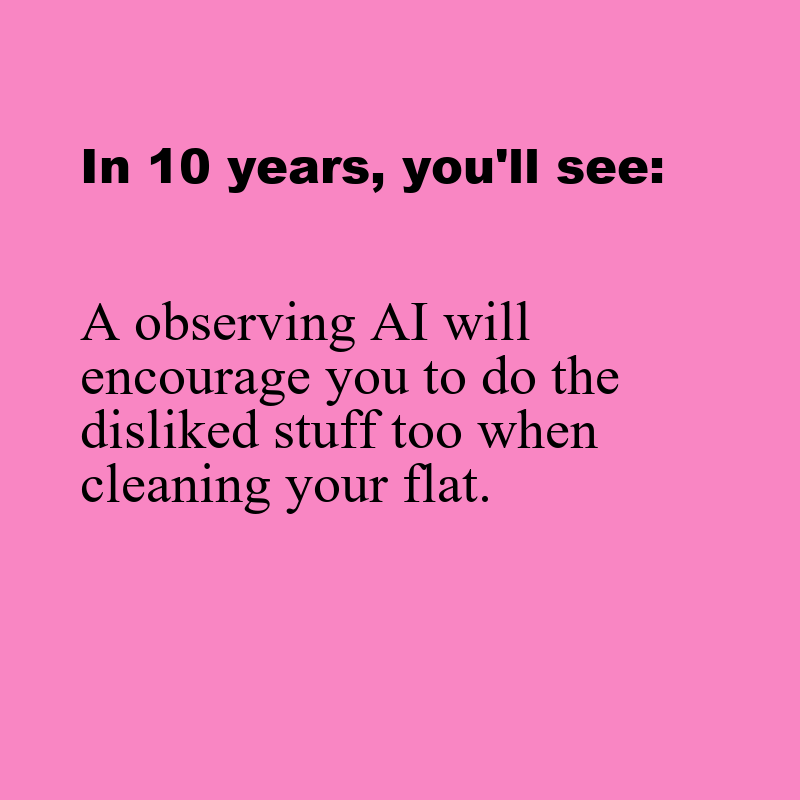 In 10 years, you'll see:
A observing AI will
encourage you to do the
disliked stuff too when
cleaning your flat.